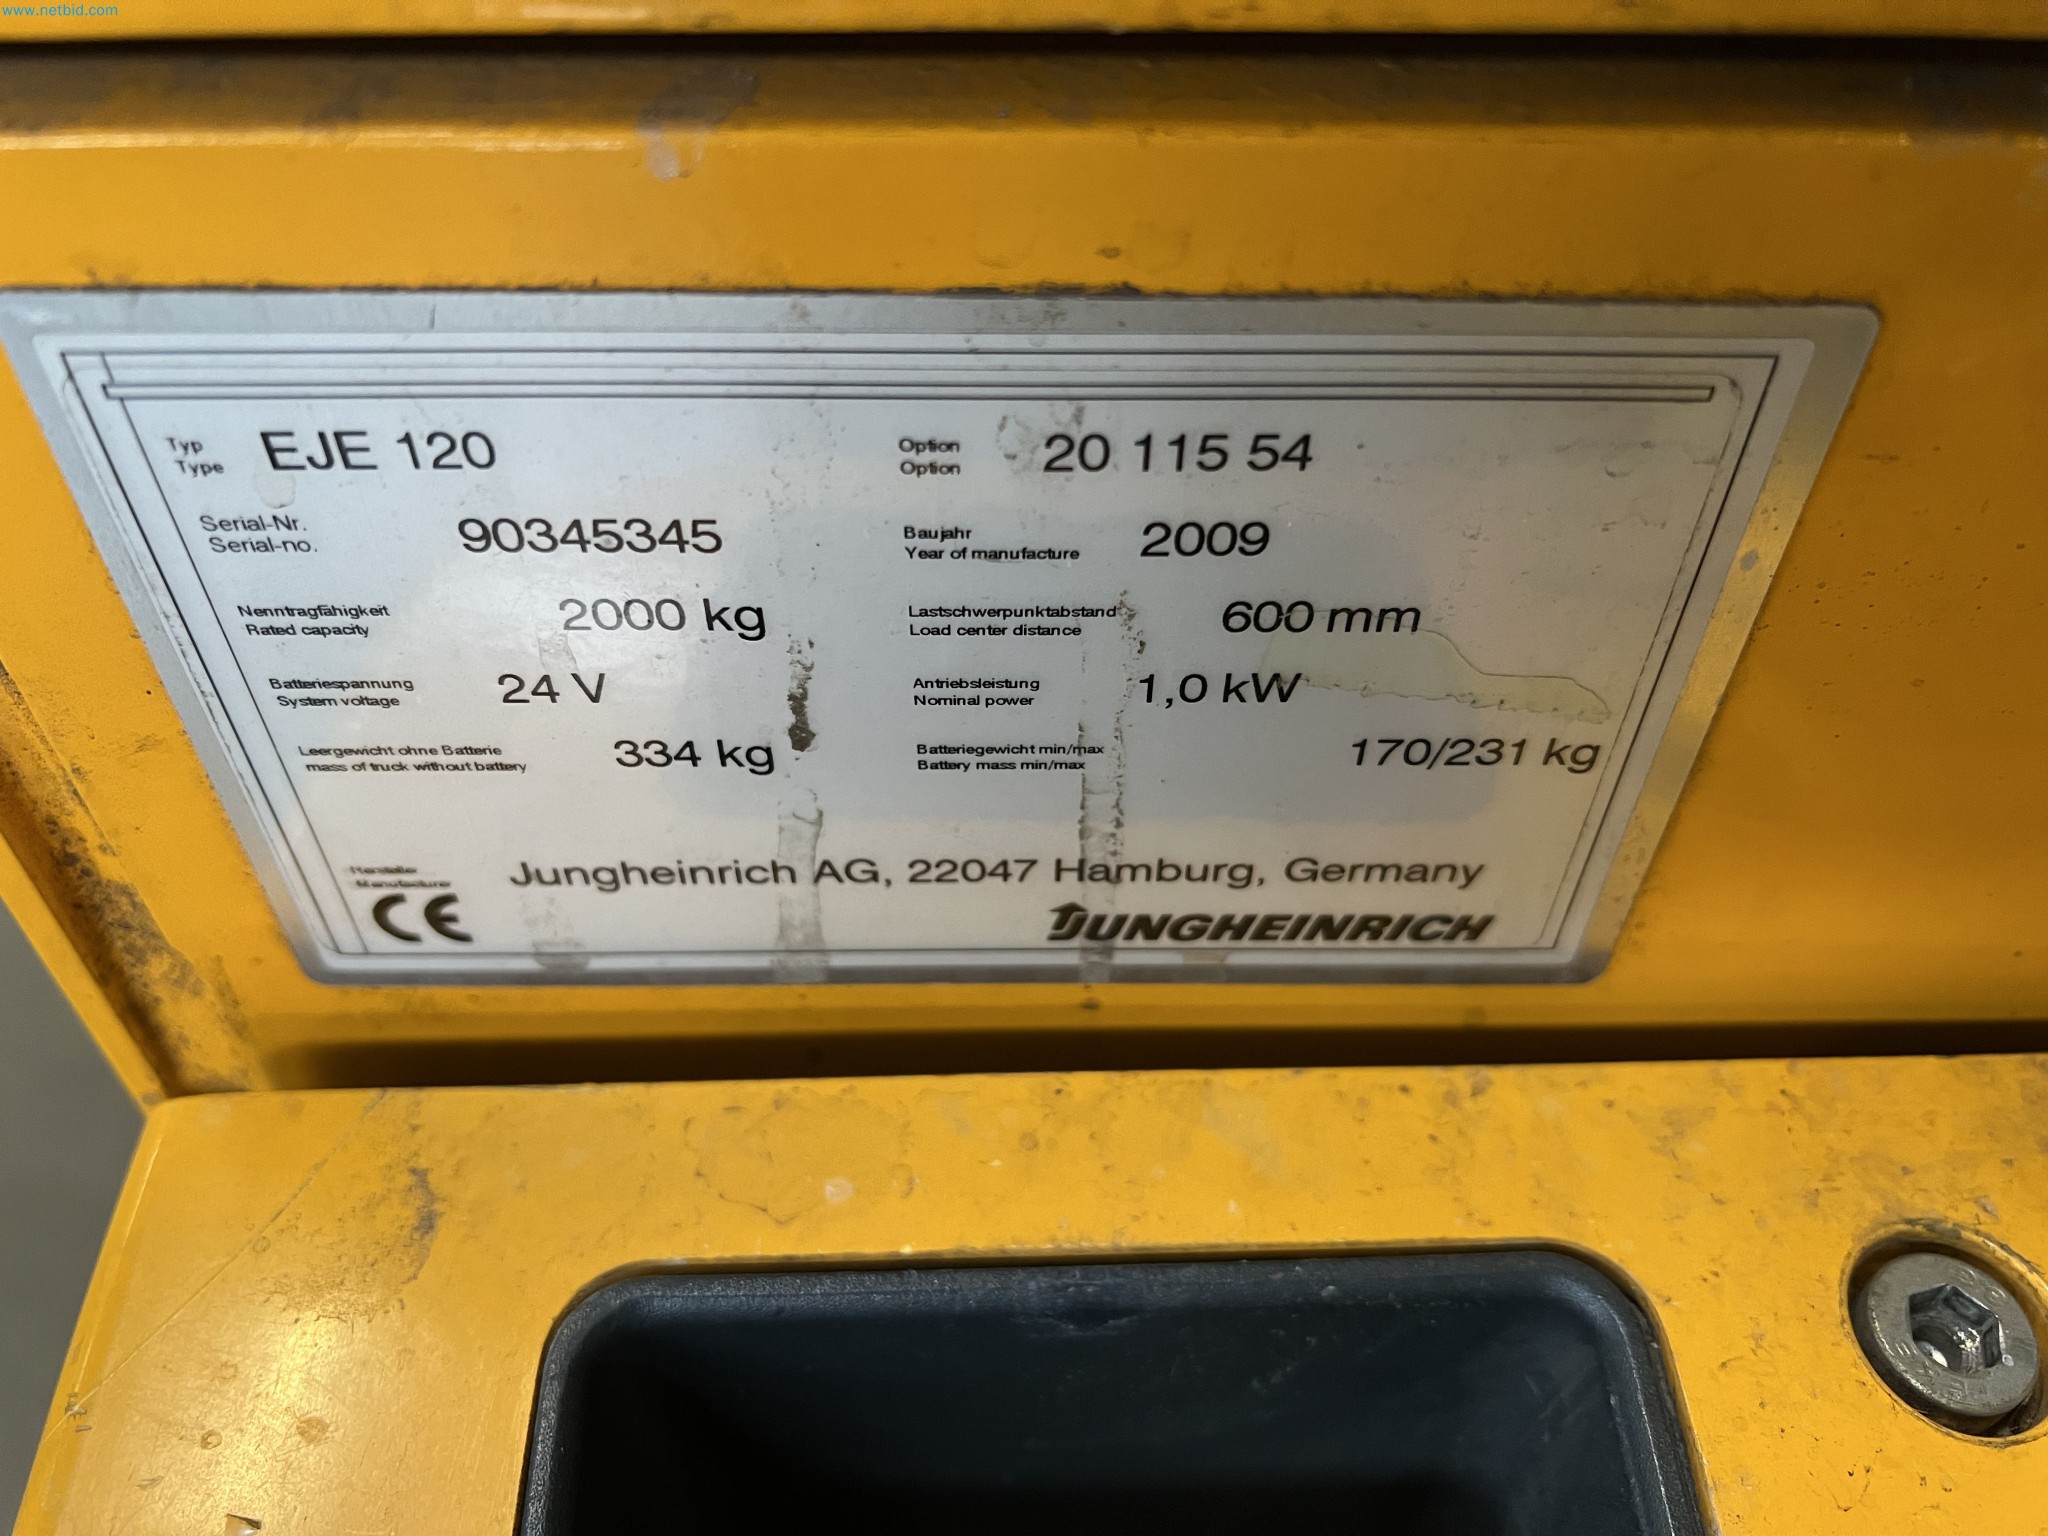 www.netbid.com
Typ
Type
EJE 120
Option
Option
20 115 54
Serial-Nr.
Serial-no.
90345345
Baujahr
Year of manufacture
2009
Nenntragfähigkeit
Rated capacity
2000 kg
Lastschwerpunktabstand
Load center distance
600 mm
Batteriespannung
System voltage
24 V
Antriebsleistung
Nominal power
1,0 kW
Leergewicht ohne Batterie
mass of truck without battery
334 kg
Batteriegewicht min/max
Battery mass min/max
170/231 kg
Hersteller
Manufacturer
Jungheinrich AG, 22047 Hamburg, Germany
CE
JUNGHEINRICH